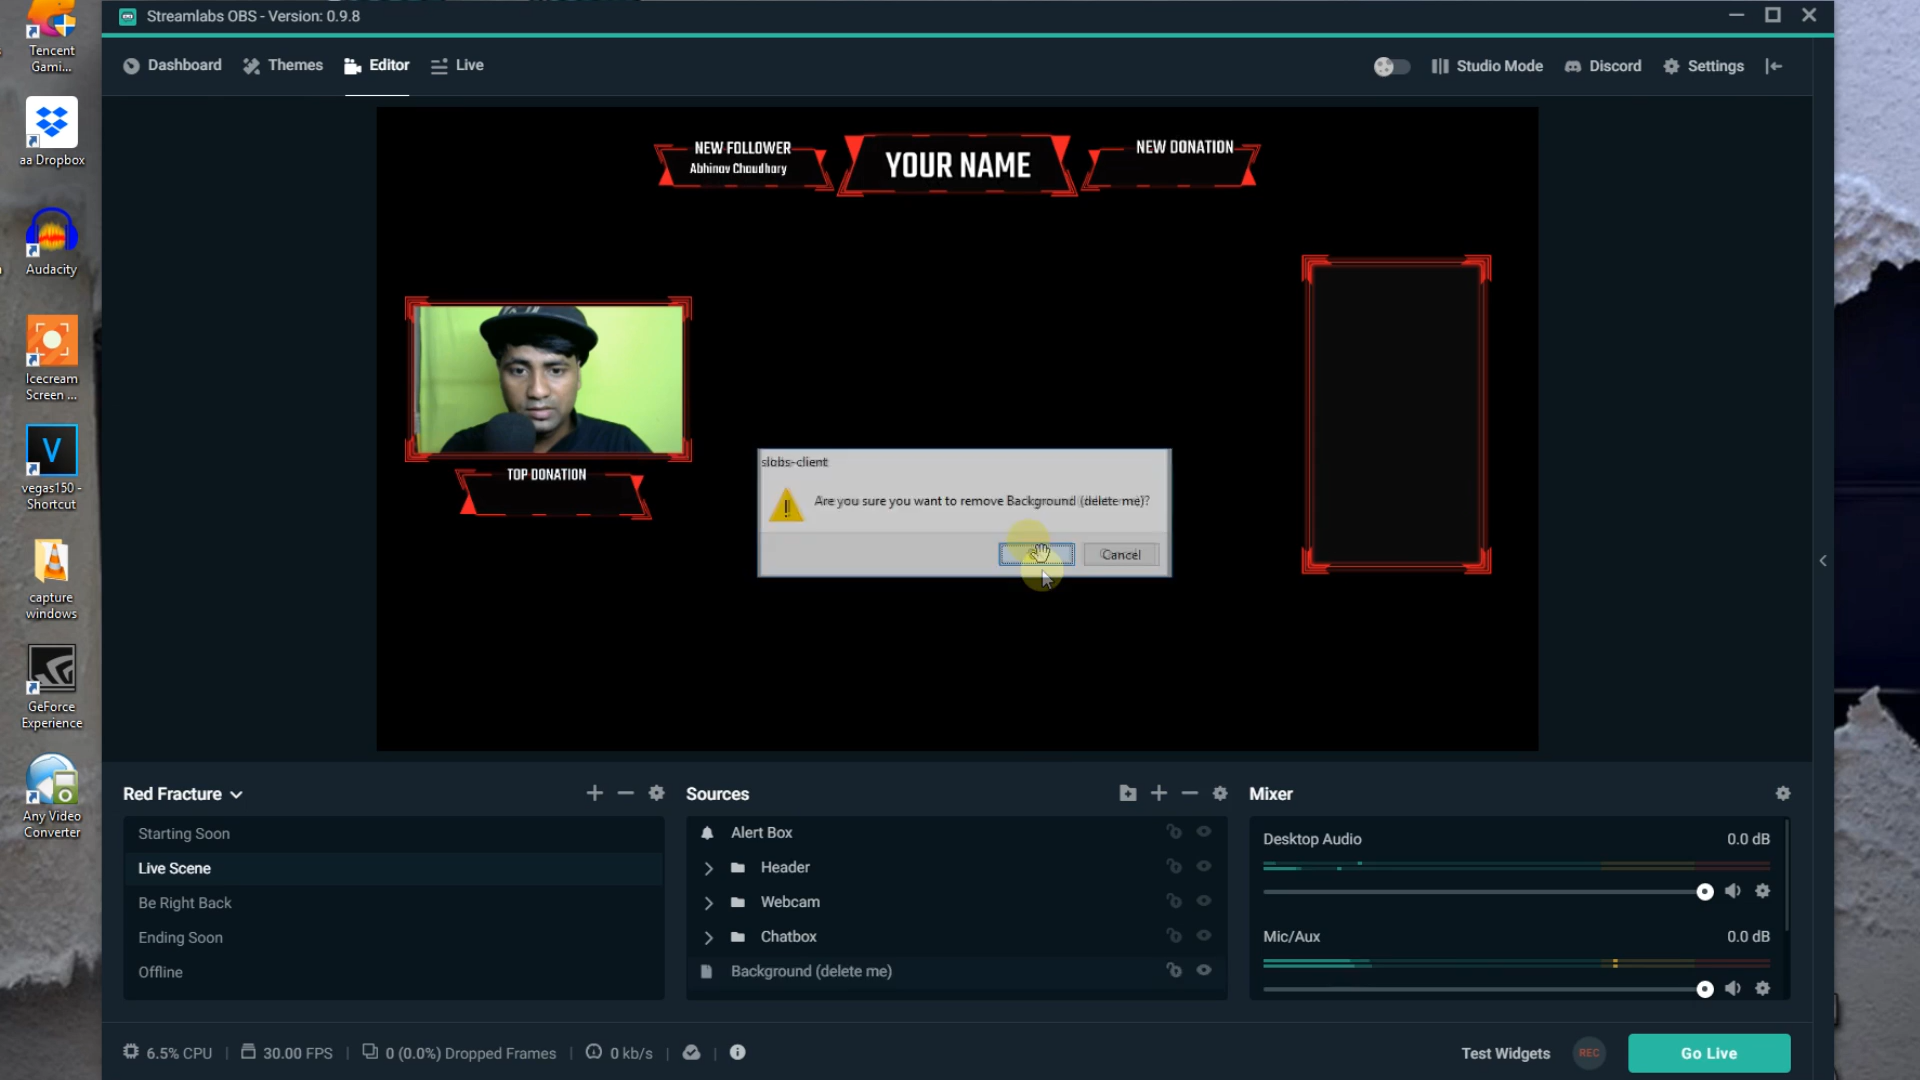 Streamlabs OBS - Version: 0.9.8
Tencent
Gami...
Dashboard
Themes
Editor
Live
Studio Mode
Discord
Settings
aa Dropbox
Audacity
Icecream
Screen ...
vegas150 -
Shortcut
capture
windows
GeForce
Experience
Any Video
Converter
NEW FOLLOWER
Abhinav Choudhary
YOUR NAME
NEW DONATION
TOP DONATION
slobs-client
Are you sure you want to remove Background (delete me)?
Cancel
Red Fracture
Starting Soon
Live Scene
Be Right Back
Ending Soon
Offline
Sources
Alert Box
Header
Webcam
Chatbox
Background (delete me)
Mixer
Desktop Audio
0.0 dB
Mic/Aux
0.0 dB
6.5% CPU
30.00 FPS
0 (0.0%) Dropped Frames
0 kb/s
Test Widgets
REC
Go Live